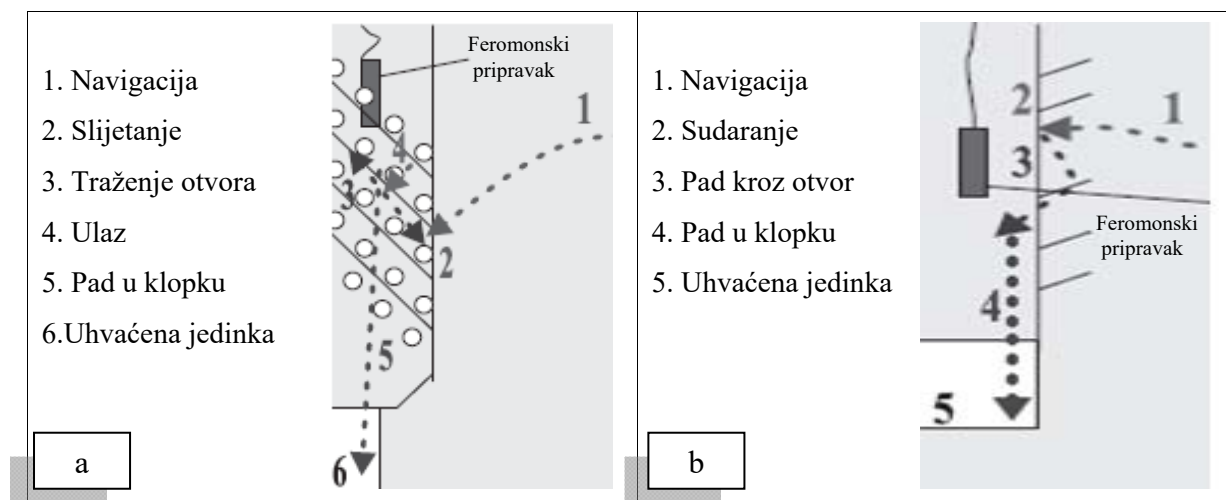 1. Navigacija
2. Slijetanje
3. Traženje otvora
4. Ulaz
5. Pad u klopku
6.Uhvaćena jedinka
Feromonski
pripravak
1
4
3
2
5
6
a
1. Navigacija
2. Sudaranje
3. Pad kroz otvor
4. Pad u klopku
5. Uhvaćena jedinka
2
1
3
Feromonski
pripravak
4
5
b